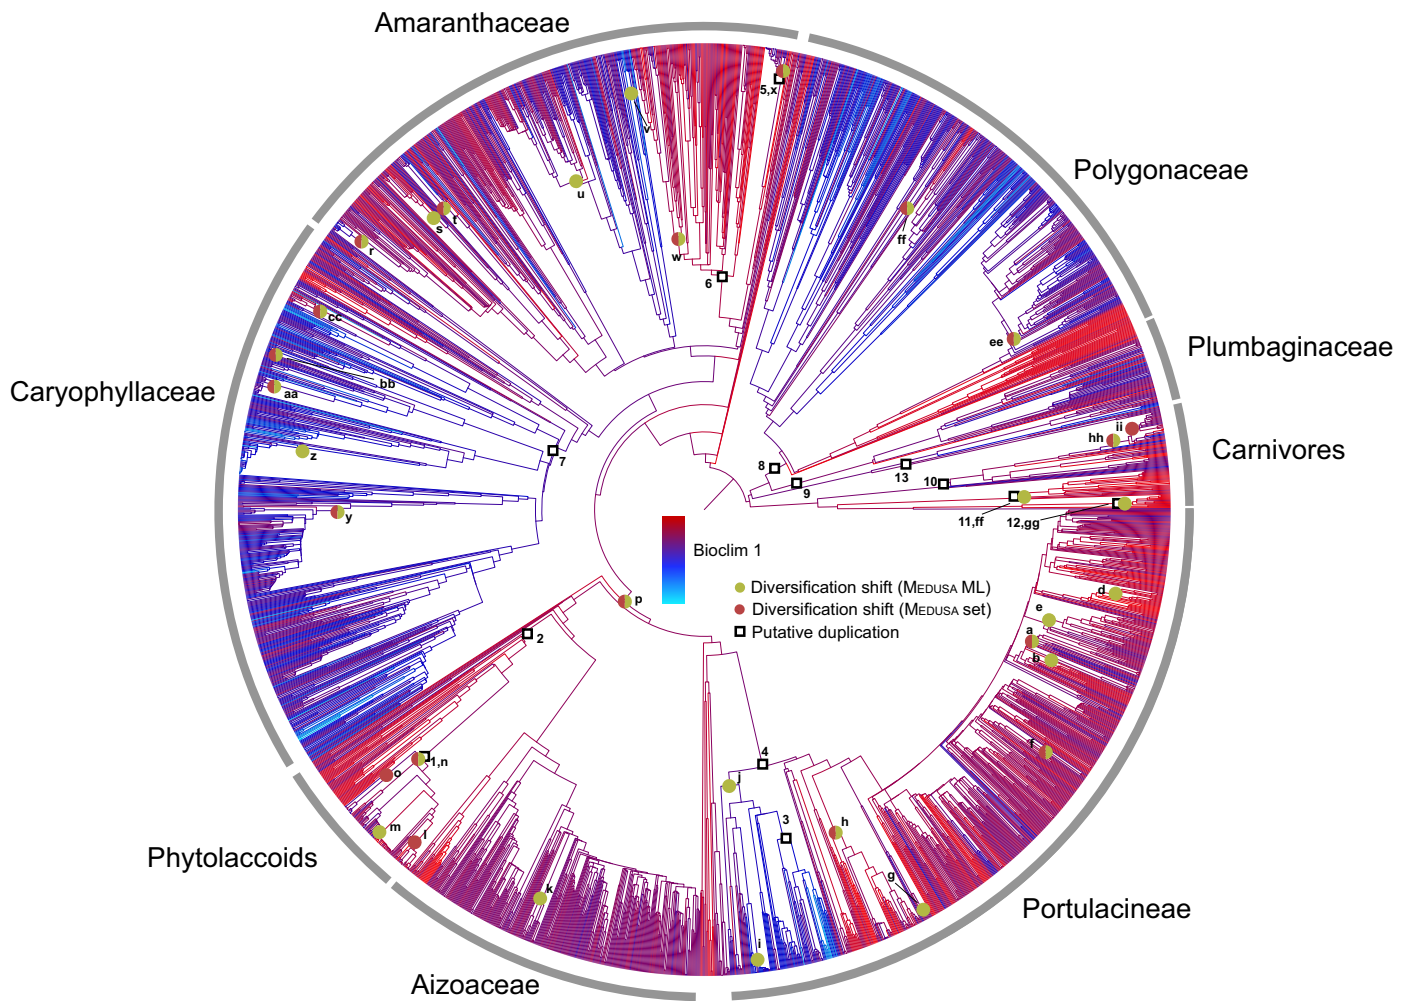 Amaranthaceae
5,x
v
Polygonaceae
u
t
s
ff
r
w
6
cc
ee
Plumbaginaceae
bb
Caryophyllaceae
aa
ii
hh
Carnivores
z
7
8
13
9
10
y
11,ff
12,gg
Bioclim 1
Diversification shift (MEDUSA ML)
Diversification shift (MEDUSA set)
Putative duplication
p
d
e
a
b
2
4
f
1,n
o
j
3
h
m
l
Phytolaccoids
g
k
Portulacineae
i
Aizoaceae